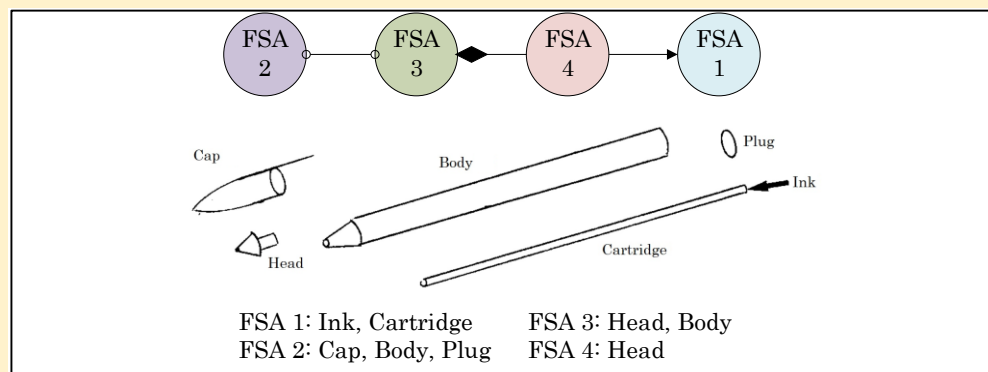 FSA 2
FSA 3
FSA 4
FSA 1
Cap
Body
Plug
Ink
Head
Cartridge
FSA 1: Ink, Cartridge
FSA 3: Head, Body
FSA 2: Cap, Body, Plug
FSA 4: Head